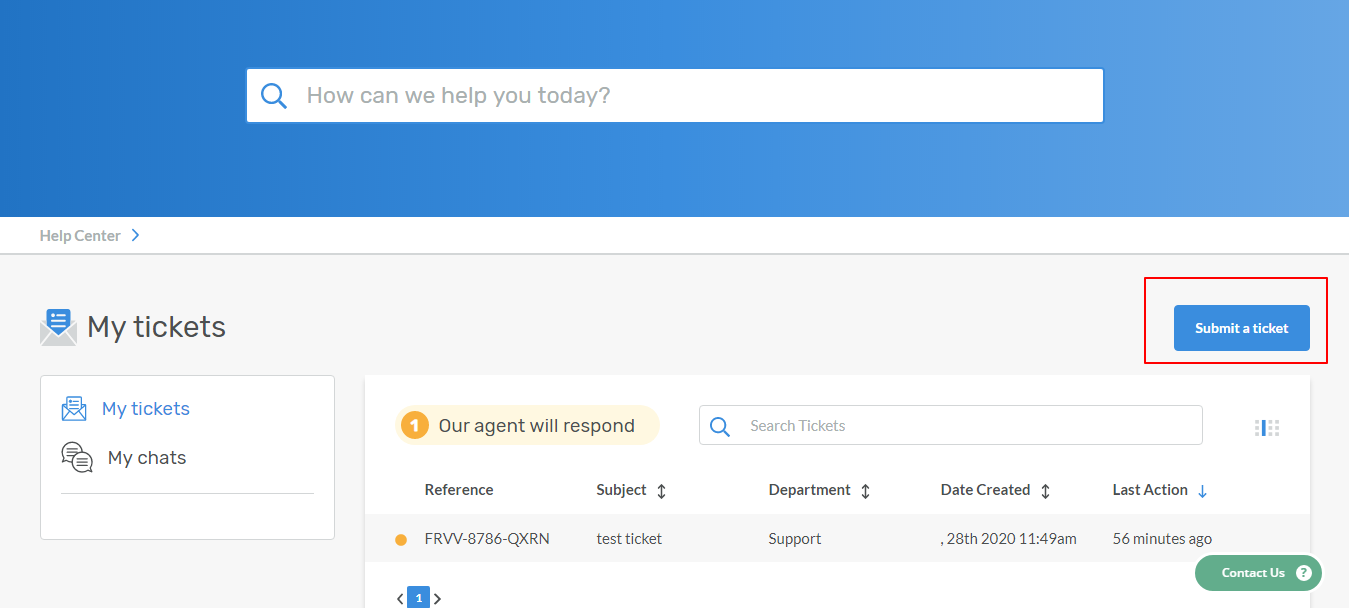 How can we help you today?
Help Center
My tickets
Submit a ticket
My tickets
My chats
1 Our agent will respond
Search Tickets
Reference Subject Department Date Created Last Action
FRVV-8786-QXRN test ticket Support , 28th 2020 11:49am 56 minutes ago
Contact Us ?
1